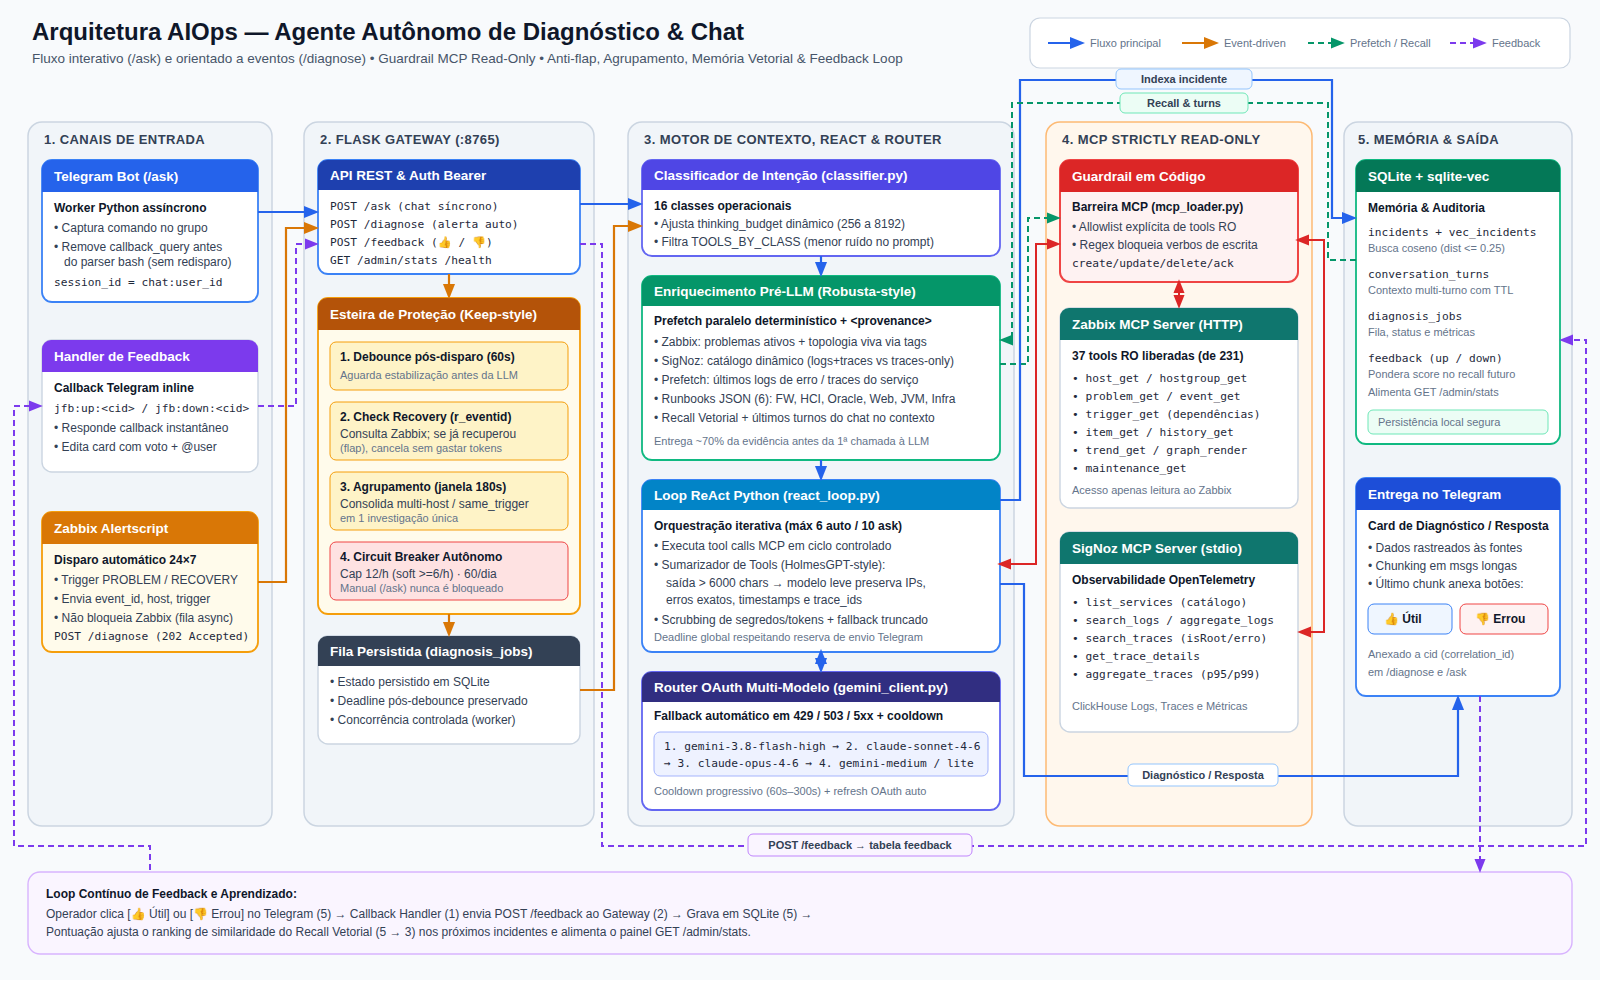 Arquitetura AIOps — Agente Autônomo de Diagnóstico & Chat
Fluxo interativo (/ask) e orientado a eventos (/diagnose) • Guardrail MCP Read-Only • Anti-flap, Agrupamento, Memória Vetorial & Feedback Loop
Fluxo principal
Event-driven
Prefetch / Recall
Feedback
Indexa incidente
Recall & turns
1. CANAIS DE ENTRADA
Telegram Bot (/ask)
Worker Python assíncrono
• Captura comando no grupo
• Remove callback_query antes
do parser bash (sem redisparo)
session_id = chat:user_id
Handler de Feedback
Callback Telegram inline
jfb:up:<cid> / jfb:down:<cid>
• Responde callback instantâneo
• Edita card com voto + @user
Zabbix Alertscript
Disparo automático 24×7
• Trigger PROBLEM / RECOVERY
• Envia event_id, host, trigger
• Não bloqueia Zabbix (fila async)
POST /diagnose (202 Accepted)
2. FLASK GATEWAY (:8765)
API REST & Auth Bearer
POST /ask (chat síncrono)
POST /diagnose (alerta auto)
POST /feedback (👍 / 👎)
GET /admin/stats /health
Esteira de Proteção (Keep-style)
1. Debounce pós-disparo (60s)
Aguarda estabilização antes da LLM
2. Check Recovery (r_eventid)
Consulta Zabbix; se já recuperou
(flap), cancela sem gastar tokens
3. Agrupamento (janela 180s)
Consolida multi-host / same_trigger
em 1 investigação única
4. Circuit Breaker Autônomo
Cap 12/h (soft >=6/h) · 60/dia
Manual (/ask) nunca é bloqueado
Fila Persistida (diagnosis_jobs)
• Estado persistido em SQLite
• Deadline pós-debounce preservado
• Concorrência controlada (worker)
3. MOTOR DE CONTEXTO, REACT & ROUTER
Classificador de Intenção (classifier.py)
16 classes operacionais
• Ajusta thinking_budget dinâmico (256 a 8192)
• Filtra TOOLS_BY_CLASS (menor ruído no prompt)
Enriquecimento Pré-LLM (Robusta-style)
Prefetch paralelo determinístico + <provenance>
• Zabbix: problemas ativos + topologia viva via tags
• SigNoz: catálogo dinâmico (logs+traces vs traces-only)
• Prefetch: últimos logs de erro / traces do serviço
• Runbooks JSON (6): FW, HCI, Oracle, Web, JVM, Infra
• Recall Vetorial + últimos turnos do chat no contexto
Entrega ~70% da evidência antes da 1ª chamada à LLM
Loop ReAct Python (react_loop.py)
Orquestração iterativa (máx 6 auto / 10 ask)
• Executa tool calls MCP em ciclo controlado
• Sumarizador de Tools (HolmesGPT-style):
saída > 6000 chars → modelo leve preserva IPs,
erros exatos, timestamps e trace_ids
• Scrubbing de segredos/tokens + fallback truncado
Deadline global respeitando reserva de envio Telegram
Router OAuth Multi-Modelo (gemini_client.py)
Fallback automático em 429 / 503 / 5xx + cooldown
1. gemini-3.8-flash-high → 2. claude-sonnet-4-6
→ 3. claude-opus-4-6 → 4. gemini-medium / lite
Cooldown progressivo (60s–300s) + refresh OAuth auto
4. MCP STRICTLY READ-ONLY
Guardrail em Código
Barreira MCP (mcp_loader.py)
• Allowlist explícita de tools RO
• Regex bloqueia verbos de escrita
create/update/delete/ack
Zabbix MCP Server (HTTP)
37 tools RO liberadas (de 231)
• host_get / hostgroup_get
• problem_get / event_get
• trigger_get (dependências)
• item_get / history_get
• trend_get / graph_render
• maintenance_get
Acesso apenas leitura ao Zabbix
SigNoz MCP Server (stdio)
Observabilidade OpenTelemetry
• list_services (catálogo)
• search_logs / aggregate_logs
• search_traces (isRoot/erro)
• get_trace_details
• aggregate_traces (p95/p99)
ClickHouse Logs, Traces e Métricas
Diagnóstico / Resposta
5. MEMÓRIA & SAÍDA
SQLite + sqlite-vec
Memória & Auditoria
incidents + vec_incidents
Busca coseno (dist <= 0.25)
conversation_turns
Contexto multi-turno com TTL
diagnosis_jobs
Fila, status e métricas
feedback (up / down)
Pondera score no recall futuro
Alimenta GET /admin/stats
Persistência local segura
Entrega no Telegram
Card de Diagnóstico / Resposta
• Dados rastreados às fontes
• Chunking em msgs longas
• Último chunk anexa botões:
👍 Útil
👎 Errou
Anexado a cid (correlation_id)
em /diagnose e /ask
POST /feedback → tabela feedback
Loop Contínuo de Feedback e Aprendizado:
Operador clica [👍 Útil] ou [👎 Errou] no Telegram (5) → Callback Handler (1) envia POST /feedback ao Gateway (2) → Grava em SQLite (5) →
Pontuação ajusta o ranking de similaridade do Recall Vetorial (5 → 3) nos próximos incidentes e alimenta o painel GET /admin/stats.